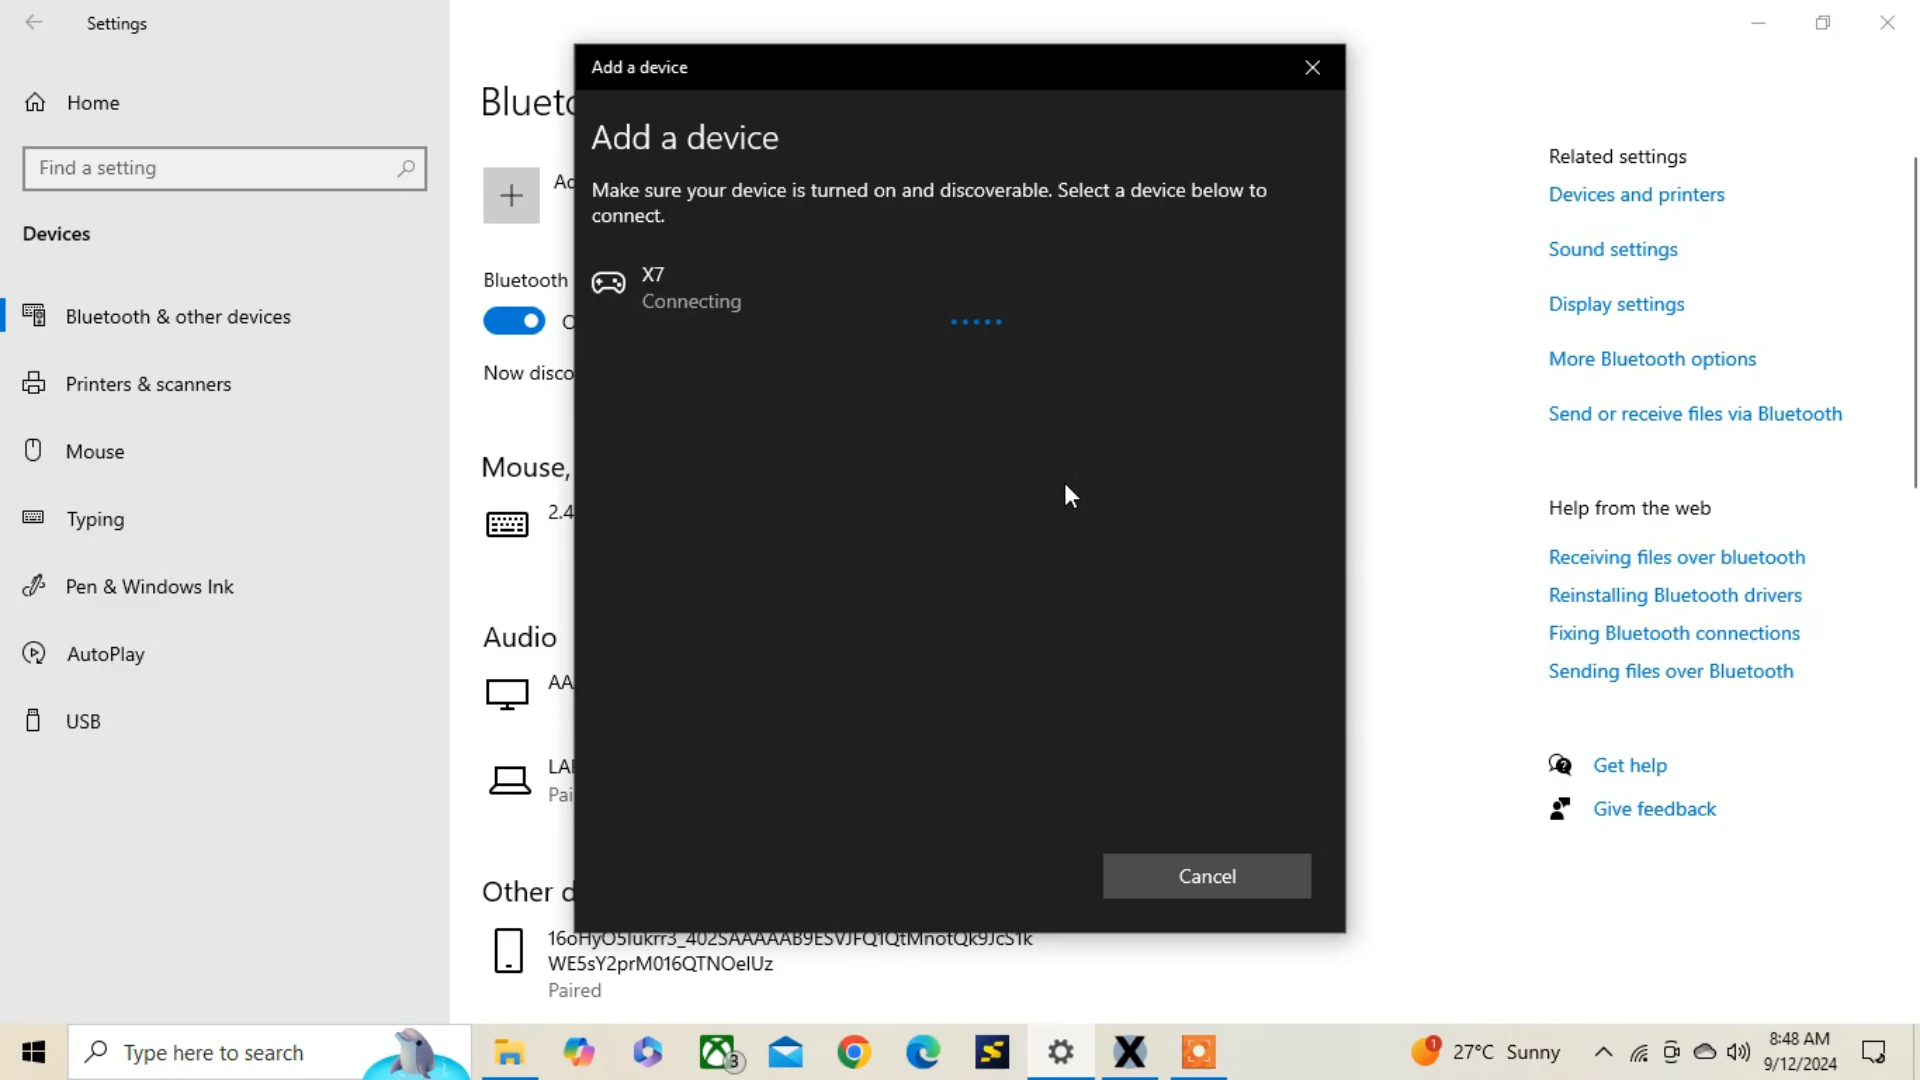 Settings
Home
Find a setting
Devices
Bluetooth & other devices
Printers & scanners
Mouse
Typing
Pen & Windows Ink
AutoPlay
USB
Bluetooth
Now disco
Mouse,
2.4
Audio
AA
Other d
16oHyO5lukrr3_402SAAAAAB9ESVJFQ1QtMnotQk9JcS1k
WE5sY2prM016QTNOelUz
Paired
Add a device
Add a device
Make sure your device is turned on and discoverable. Select a device below to
connect.
X7
Connecting
Cancel
Related settings
Devices and printers
Sound settings
Display settings
More Bluetooth options
Send or receive files via Bluetooth
Help from the web
Receiving files over bluetooth
Reinstalling Bluetooth drivers
Fixing Bluetooth connections
Sending files over Bluetooth
Get help
Give feedback
Type here to search
3
1
27°C Sunny
8:48 AM
9/12/2024